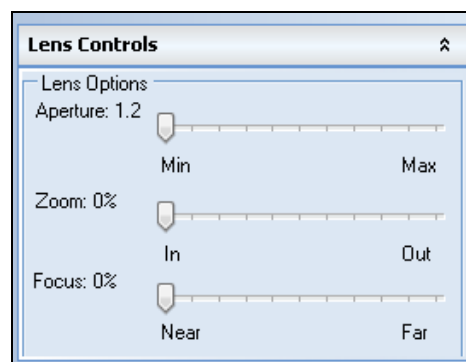 Lens Controls
Lens Options
Aperture: 1.2
Min Max
Zoom: 0%
In Out
Focus: 0%
Near Far